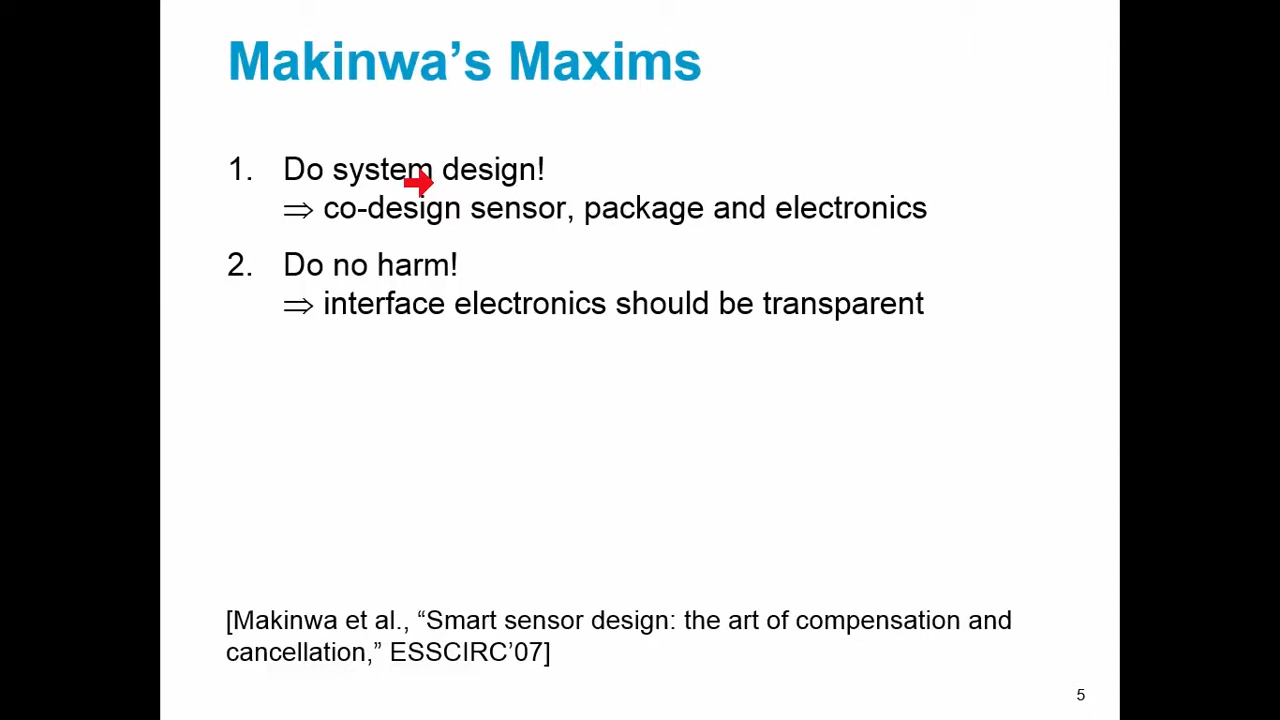 Makinwa’s Maxims
1. Do system design!
⇒ co-design sensor, package and electronics
2. Do no harm!
⇒ interface electronics should be transparent
[Makinwa et al., “Smart sensor design: the art of compensation and
cancellation,” ESSCIRC’07]
5